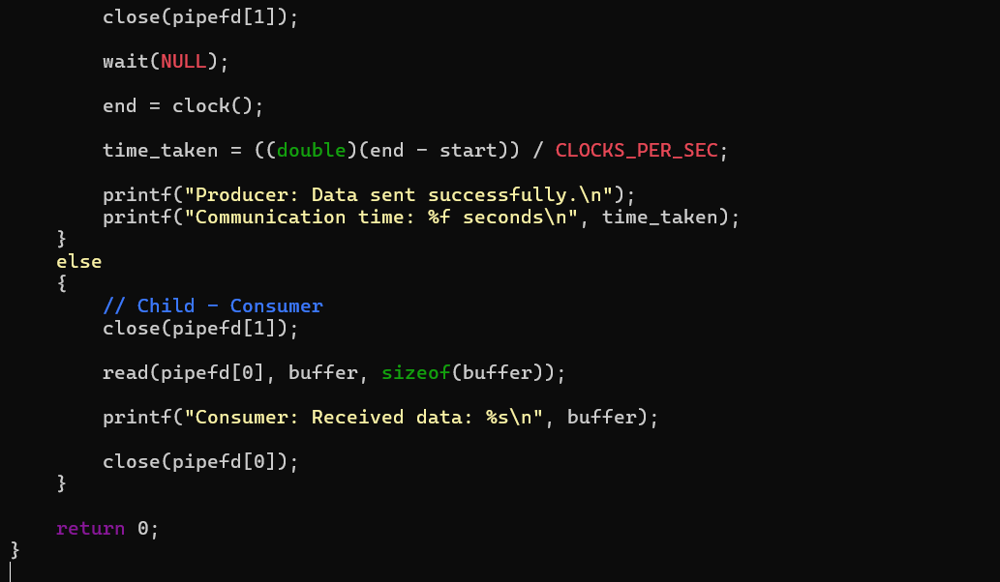 close(pipefd[1]);
wait(NULL);
end = clock();
time_taken = ((double)(end - start)) / CLOCKS_PER_SEC;
printf("Producer: Data sent successfully.\n");
printf("Communication time: %f seconds\n", time_taken);
}
else
{
// Child - Consumer
close(pipefd[1]);
read(pipefd[0], buffer, sizeof(buffer));
printf("Consumer: Received data: %s\n", buffer);
close(pipefd[0]);
}
return 0;
}